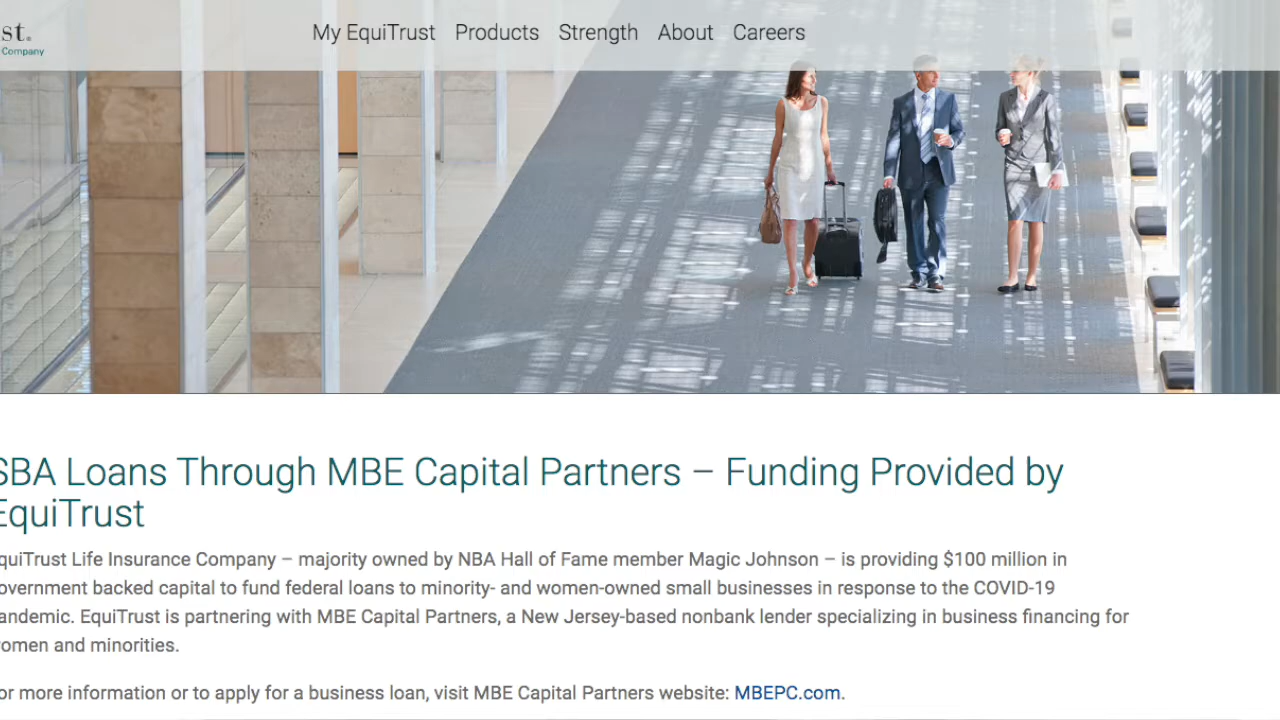 st.
Company
My EquiTrust Products Strength About Careers
SBA Loans Through MBE Capital Partners – Funding Provided by
EquiTrust
quiTrust Life Insurance Company – majority owned by NBA Hall of Fame member Magic Johnson – is providing $100 million in
overnment backed capital to fund federal loans to minority- and women-owned small businesses in response to the COVID-19
andemic. EquiTrust is partnering with MBE Capital Partners, a New Jersey-based nonbank lender specializing in business financing for
omen and minorities.
or more information or to apply for a business loan, visit MBE Capital Partners website: MBEPC.com.